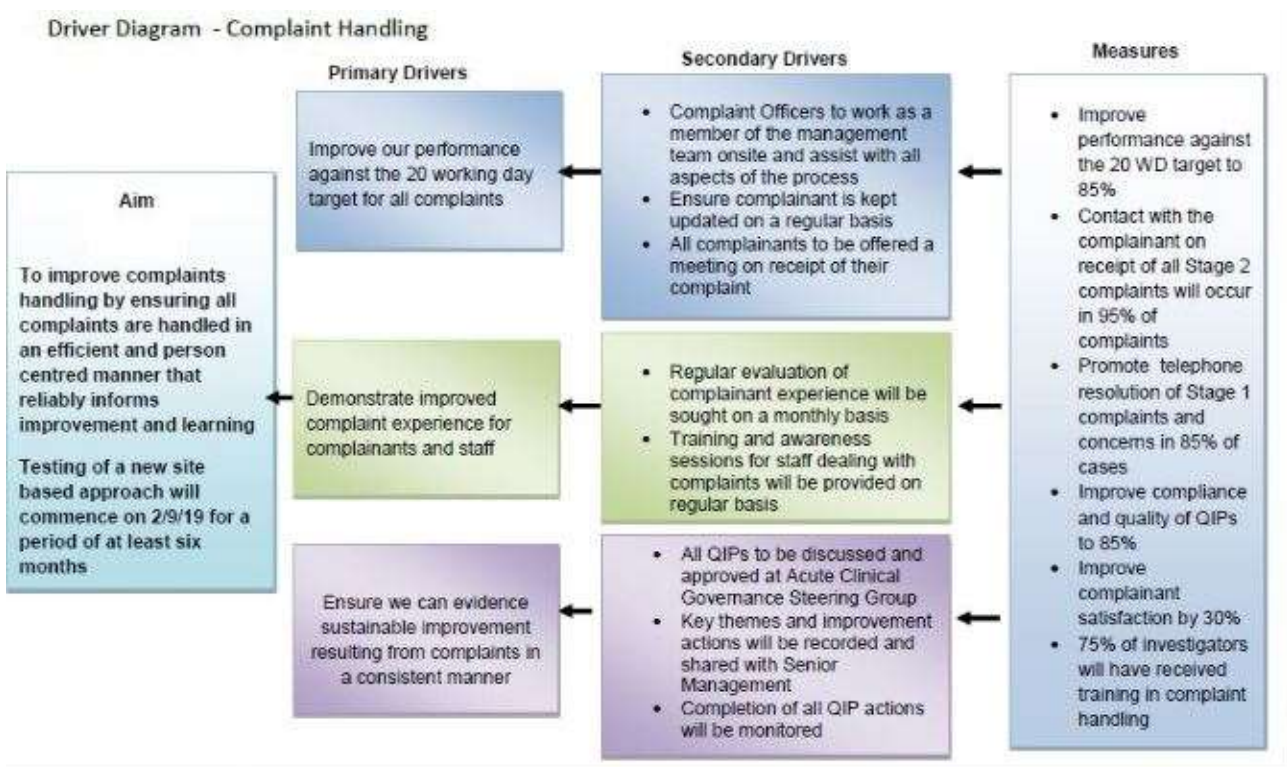 Driver Diagram - Complaint Handling
Aim
To improve complaints
handling by ensuring all
complaints are handled in
an efficient and person
centred manner that
reliably informs
improvement and learning
Testing of a new site
based approach will
commence on 2/9/19 for a
period of at least six
months
Primary Drivers
Improve our performance
against the 20 working day
target for all complaints
Demonstrate improved
complaint experience for
complainants and staff
Ensure we can evidence
sustainable improvement
resulting from complaints in
a consistent manner
Secondary Drivers
• Complaint Officers to work as a
member of the management
team onsite and assist with all
aspects of the process
• Ensure complainant is kept
updated on a regular basis
• All complainants to be offered a
meeting on receipt of their
complaint
• Regular evaluation of
complainant experience will be
sought on a monthly basis
• Training and awareness
sessions for staff dealing with
complaints will be provided on
regular basis
• All QIPs to be discussed and
approved at Acute Clinical
Governance Steering Group
• Key themes and improvement
actions will be recorded and
shared with Senior
Management
• Completion of all QIP actions
will be monitored
Measures
• Improve
performance against
the 20 WD target to
85%
• Contact with the
complainant on
receipt of all Stage 2
complaints will occur
in 95% of
complaints
• Promote telephone
resolution of Stage 1
complaints and
concerns in 85% of
cases
• Improve compliance
and quality of QIPs
to 85%
• Improve
complainant
satisfaction by 30%
• 75% of investigators
will have received
training in complaint
handling